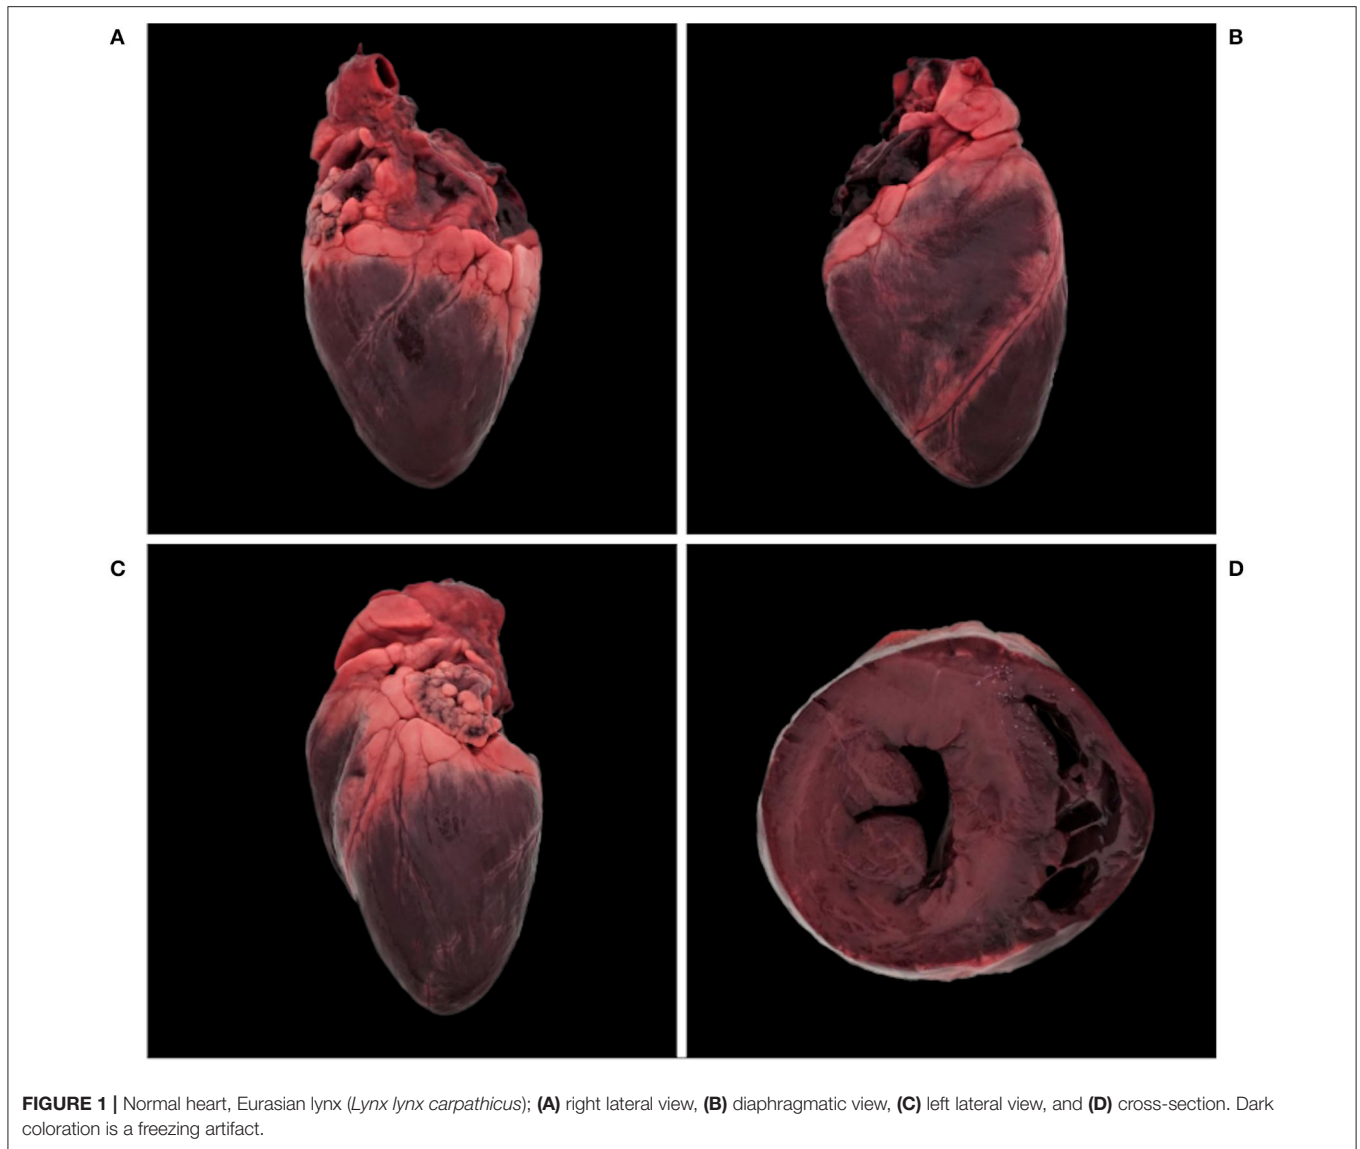 A
B
C
D
FIGURE 1 | Normal heart, Eurasian lynx (Lynx lynx carpathicus); (A) right lateral view, (B) diaphragmatic view, (C) left lateral view, and (D) cross-section. Dark
coloration is a freezing artifact.